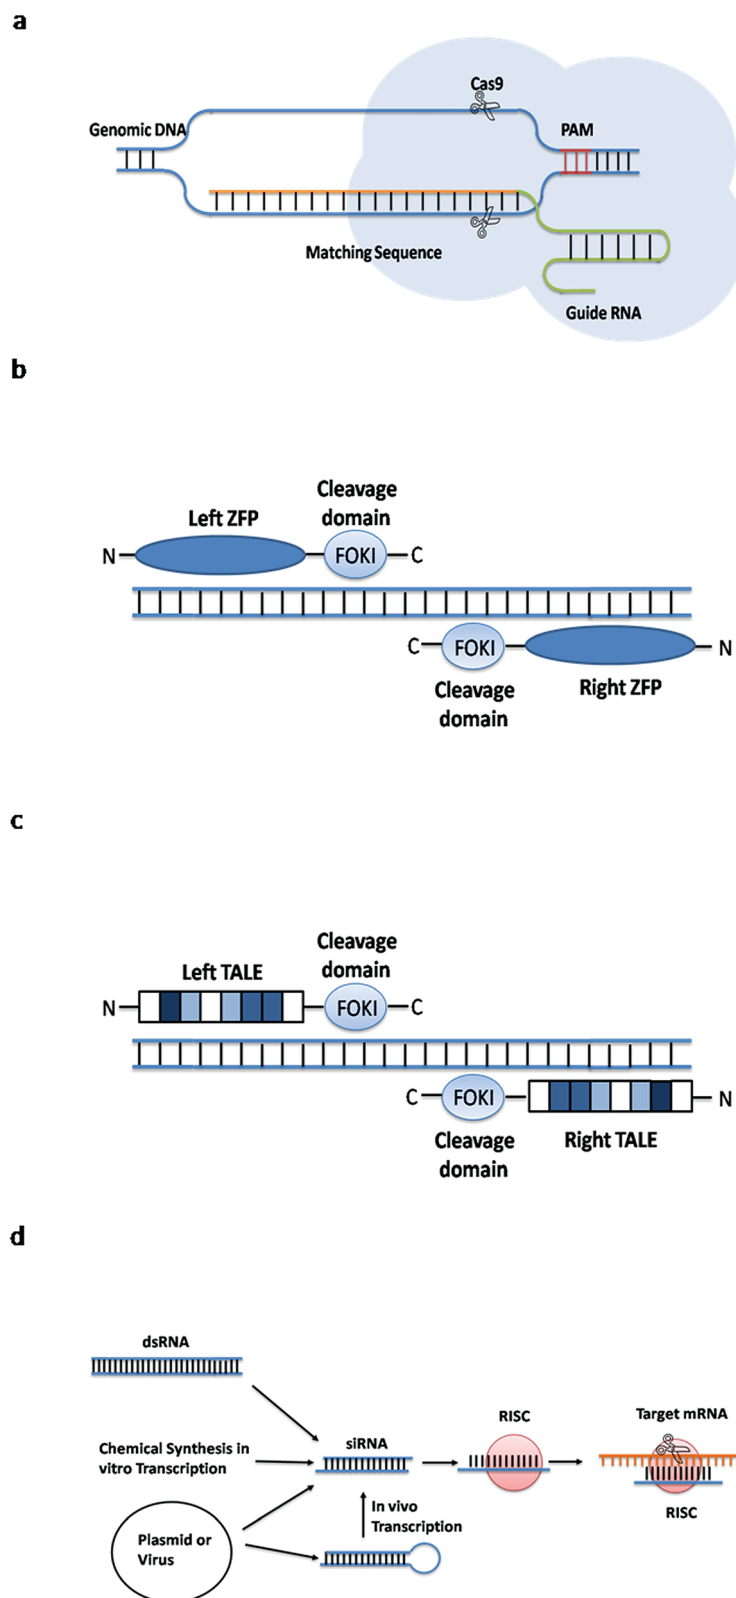 a
Cas9
Genomic DNA
PAM
Matching Sequence
Guide RNA
b
Cleavage
domain
Left ZFP
N
FOKI
C
C
FOKI
N
Cleavage
domain
Right ZFP
c
Cleavage
domain
Left TALE
N
FOKI
C
C
FOKI
N
Cleavage
domain
Right TALE
d
dsRNA
RISC
Target mRNA
siRNA
Chemical Synthesis in
vitro Transcription
In vivo
Transcription
RISC
Plasmid or
Virus